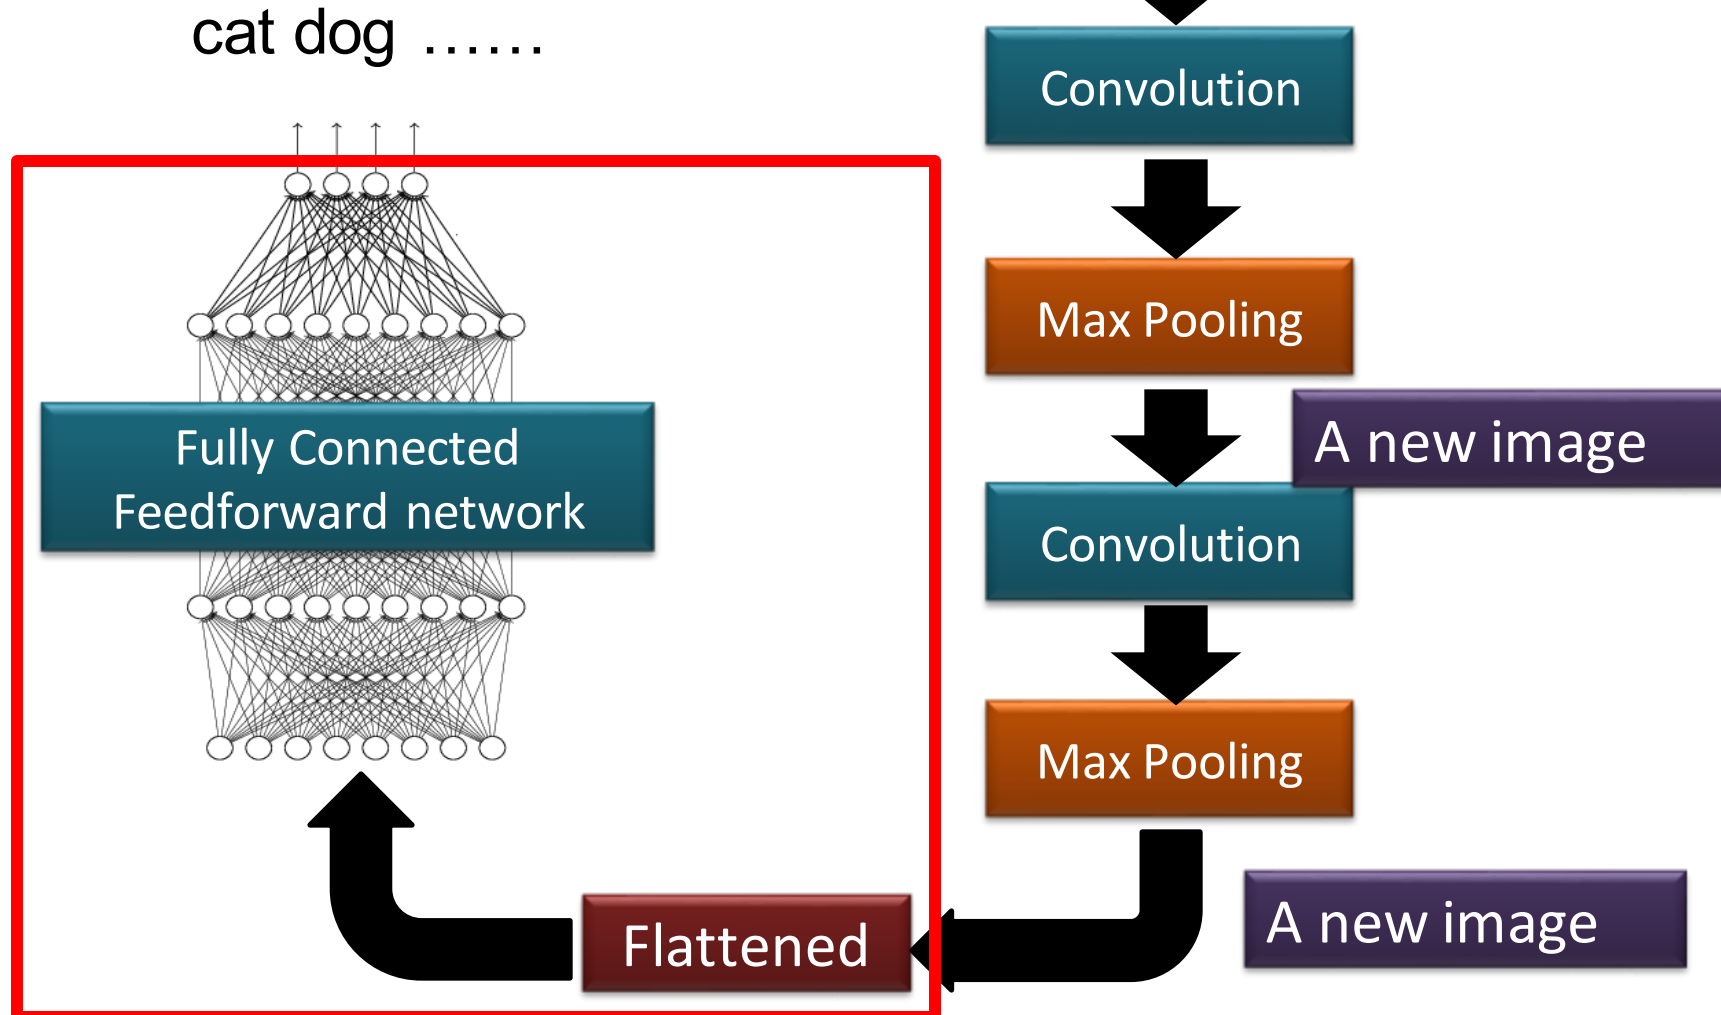 cat dog ……
Convolution
Max Pooling
A new image
Fully Connected
Feedforward network
Convolution
Max Pooling
A new image
Flattened